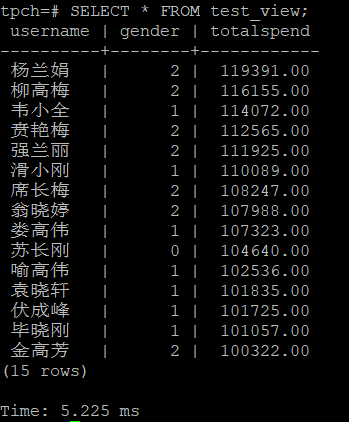 tpch=# SELECT * FROM test_view;
username | gender | totalspend
----------+--------+------------
杨兰娟 | 2 | 119391.00
柳高梅 | 2 | 116155.00
韦小全 | 1 | 114072.00
贲艳梅 | 2 | 112565.00
强兰丽 | 2 | 111925.00
滑小刚 | 1 | 110089.00
席长梅 | 2 | 108247.00
翁晓婷 | 2 | 107988.00
娄高伟 | 1 | 107323.00
苏长刚 | 0 | 104640.00
喻高伟 | 1 | 102536.00
袁晓轩 | 1 | 101835.00
伏成峰 | 1 | 101725.00
毕晓刚 | 1 | 101057.00
金高芳 | 2 | 100322.00
(15 rows)
Time: 5.225 ms